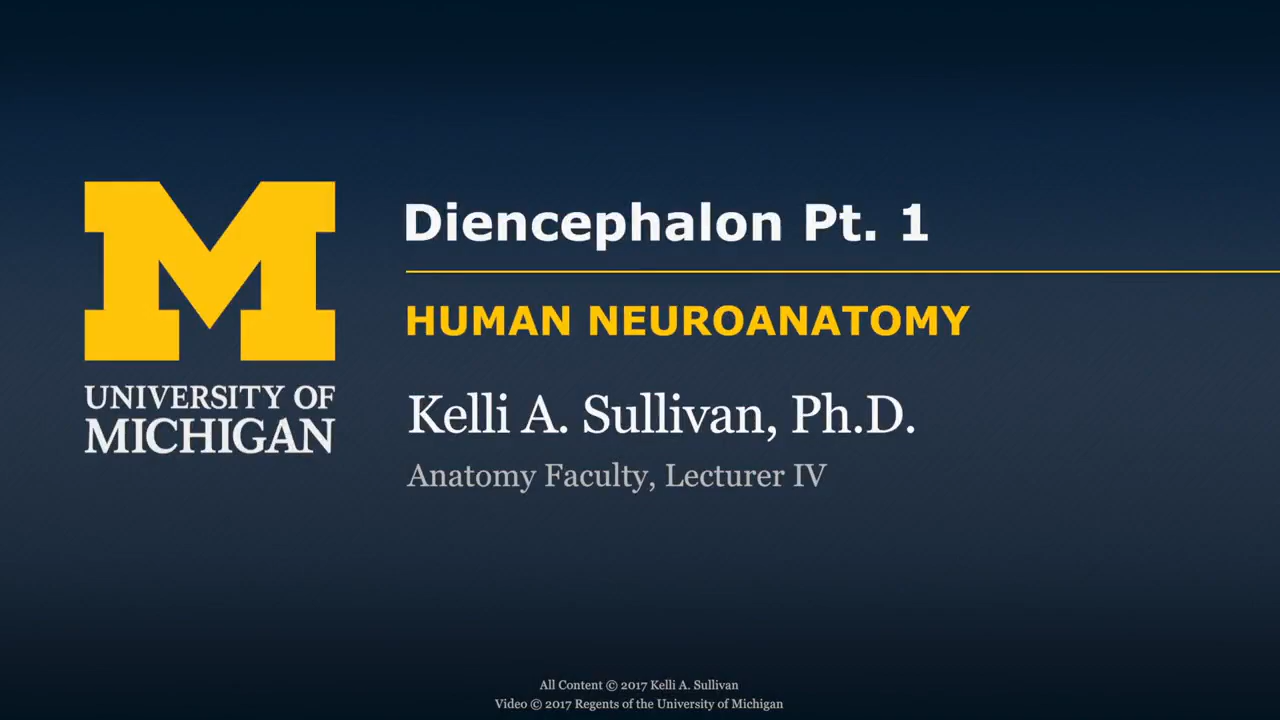 Diencephalon Pt. 1
HUMAN NEUROANATOMY
Kelli A. Sullivan, Ph.D.
Anatomy Faculty, Lecturer IV
M
UNIVERSITY OF
MICHIGAN
All Content © 2017 Kelli A. Sullivan
Video © 2017 Regents of the University of Michigan